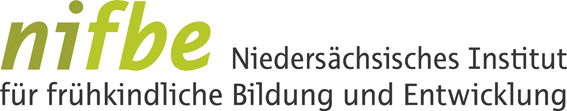 nifbe Niedersächsisches Institut
für frühkindliche Bildung und Entwicklung